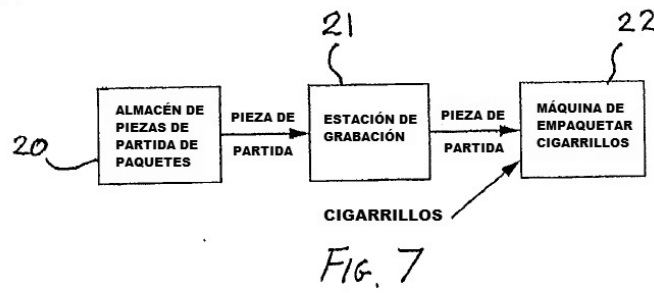 21
22
20
ALMACÉN DE
PIEZAS DE
PARTIDA DE
PAQUETES
PIEZA DE
PARTIDA
ESTACIÓN DE
GRABACIÓN
PIEZA DE
PARTIDA
MÁQUINA DE
EMPAQUETAR
CIGARRILLOS
CIGARRILLOS
FIG. 7